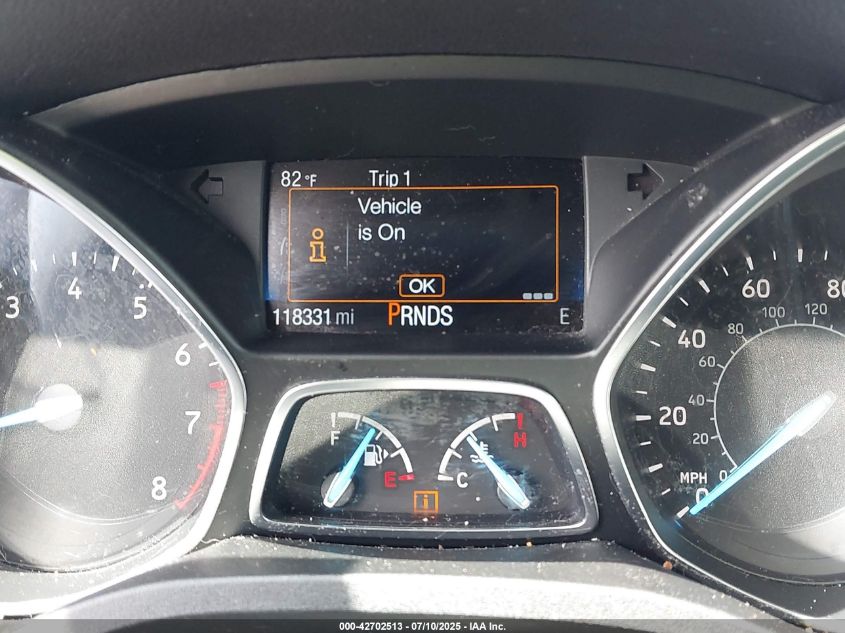 82 °F Trip 1
Vehicle
is On
i
OK
118331 mi PRNDS E
3 4 5 6 7 8
F E
C H
i
MPH 0 20 40 60 80
0 20 40 60 80 100 120
000-42702513 - 07/10/2025 - IAA Inc.